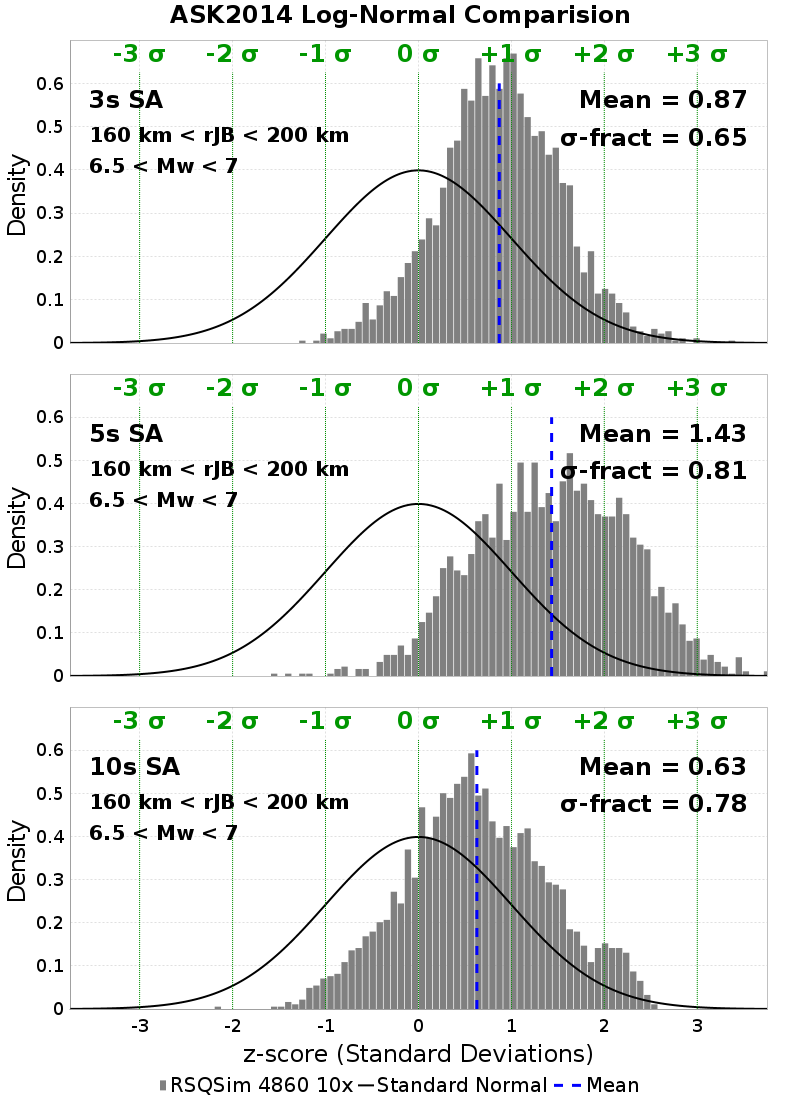 ASK2014 Log-Normal Comparision
-3 σ -2 σ -1 σ 0 σ +1 σ +2 σ +3 σ
3s SA
Mean = 0.87
160 km < rJB < 200 km
σ-fract = 0.65
6.5 < Mw < 7
Density
0.6
0.5
0.4
0.3
0.2
0.1
0
-3 σ -2 σ -1 σ 0 σ +1 σ +2 σ +3 σ
5s SA
Mean = 1.43
160 km < rJB < 200 km
σ-fract = 0.81
6.5 < Mw < 7
Density
0.6
0.5
0.4
0.3
0.2
0.1
0
-3 σ -2 σ -1 σ 0 σ +1 σ +2 σ +3 σ
10s SA
Mean = 0.63
160 km < rJB < 200 km
σ-fract = 0.78
6.5 < Mw < 7
Density
0.6
0.5
0.4
0.3
0.2
0.1
0
-3 -2 -1 0 1 2 3
z-score (Standard Deviations)
RSQSim 4860 10x Standard Normal Mean